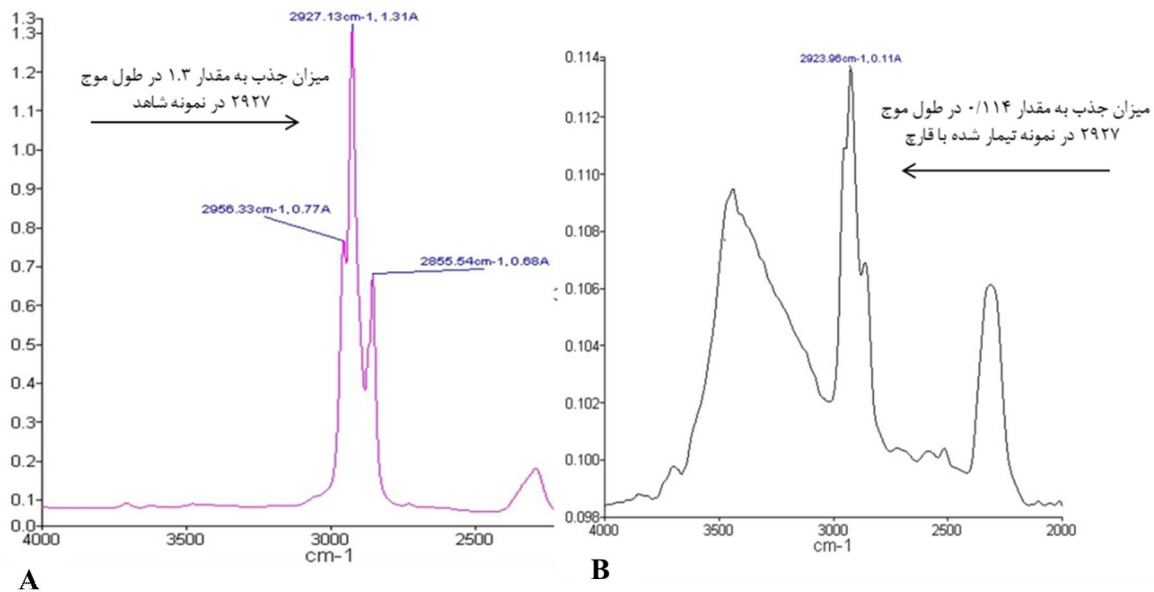 2927.13cm-1, 1.31A
میزان جذب به مقدار ۱.۳ در طول موج
۲۹۲۷ در نمونه شاهد
2956.33cm-1, 0.77A
2855.54cm-1, 0.68A
1.3
1.3
1.2
1.1
1.0
0.9
0.8
0.7
0.6
0.5
0.4
0.3
0.2
0.1
0.0
4000 3500 3000 2500
cm-1
A
2923.96cm-1, 0.11A
میزان جذب به مقدار ۰/۱۱۴ در طول موج
۲۹۲۷ در نمونه تیمار شده با قارچ
0.114
0.112
0.110
0.108
0.106
0.104
0.102
0.100
0.098
4000 3500 3000 2500 2000
cm-1
B